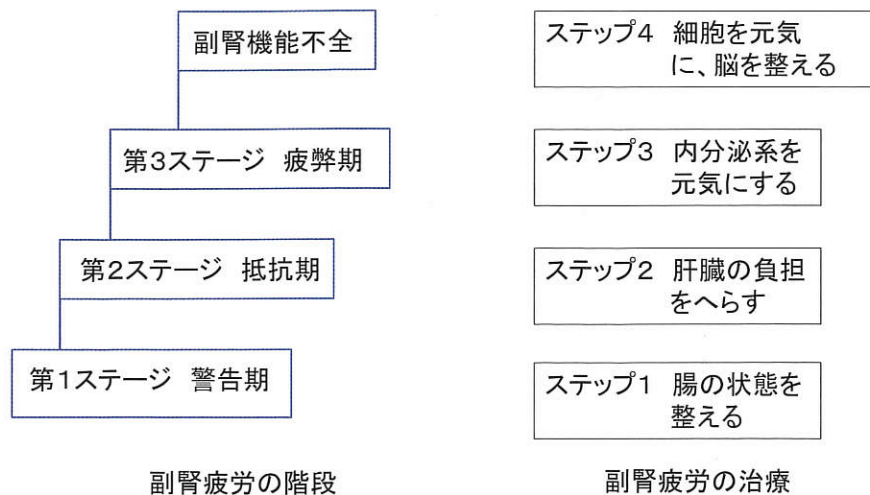 副腎機能不全
第3ステージ 疲弊期
第2ステージ 抵抗期
第1ステージ 警告期
副腎疲労の階段
ステップ4 細胞を元気
に、脳を整える
ステップ3 内分泌系を
元気にする
ステップ2 肝臓の負担
をへらす
ステップ1 腸の状態を
整える
副腎疲労の治療